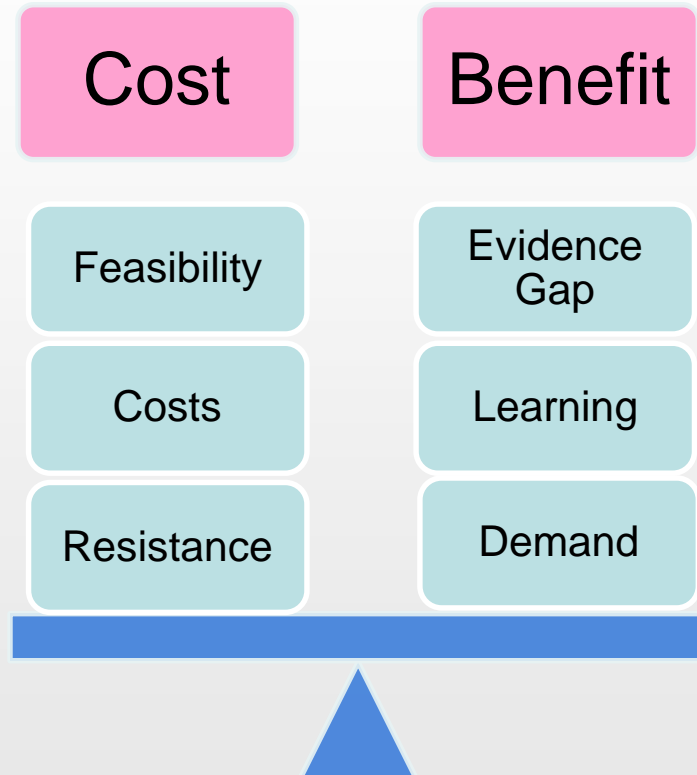 Cost
Benefit
Feasibility
Evidence
Gap
Costs
Learning
Resistance
Demand